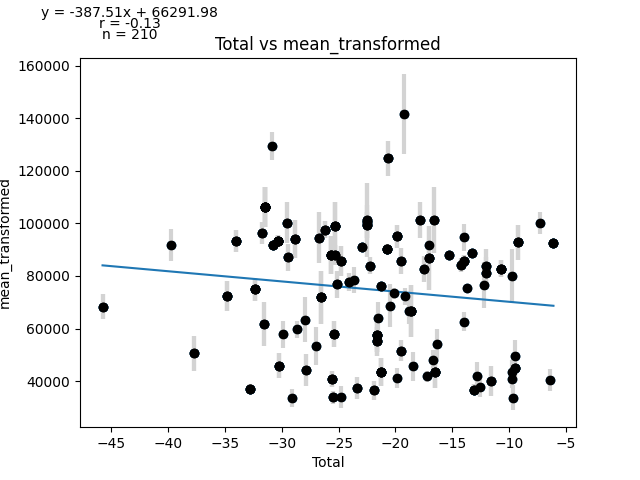 y = -387.51x + 66291.98
r = -0.13
n = 210
Total vs mean_transformed
160000
140000
120000
100000
80000
60000
40000
mean_transformed
−45 −40 −35 −30 −25 −20 −15 −10 −5
Total